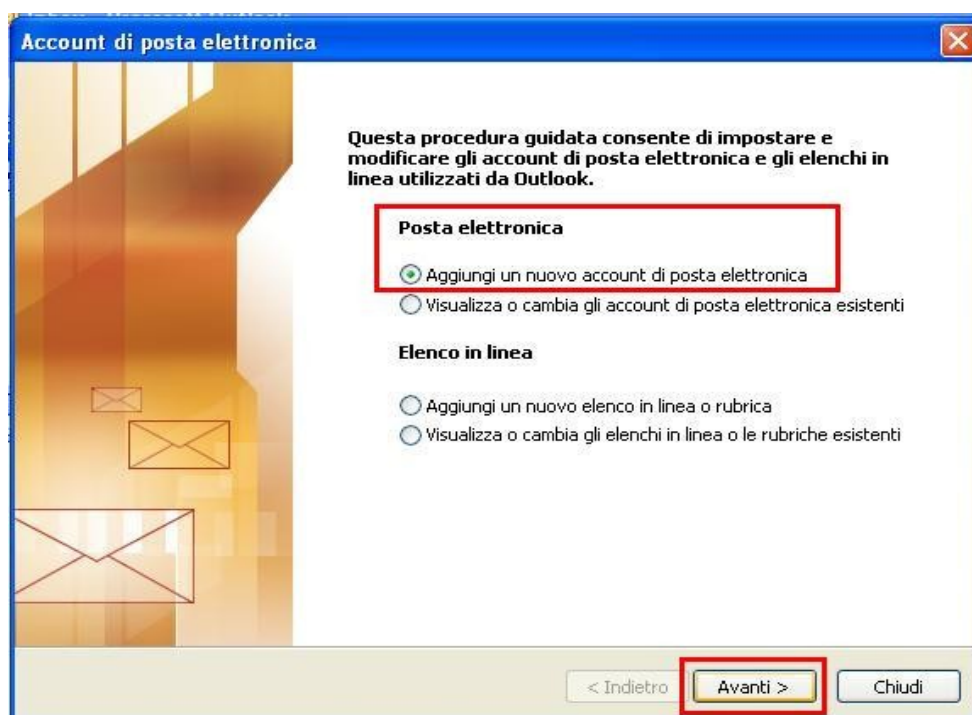 Inbox - Microsoft Outlook
Account di posta elettronica
Questa procedura guidata consente di impostare e
modificare gli account di posta elettronica e gli elenchi in
linea utilizzati da Outlook.
Posta elettronica
Aggiungi un nuovo account di posta elettronica
Visualizza o cambia gli account di posta elettronica esistenti
Elenco in linea
Aggiungi un nuovo elenco in linea o rubrica
Visualizza o cambia gli elenchi in linea o le rubriche esistenti
< Indietro
Avanti >
Chiudi